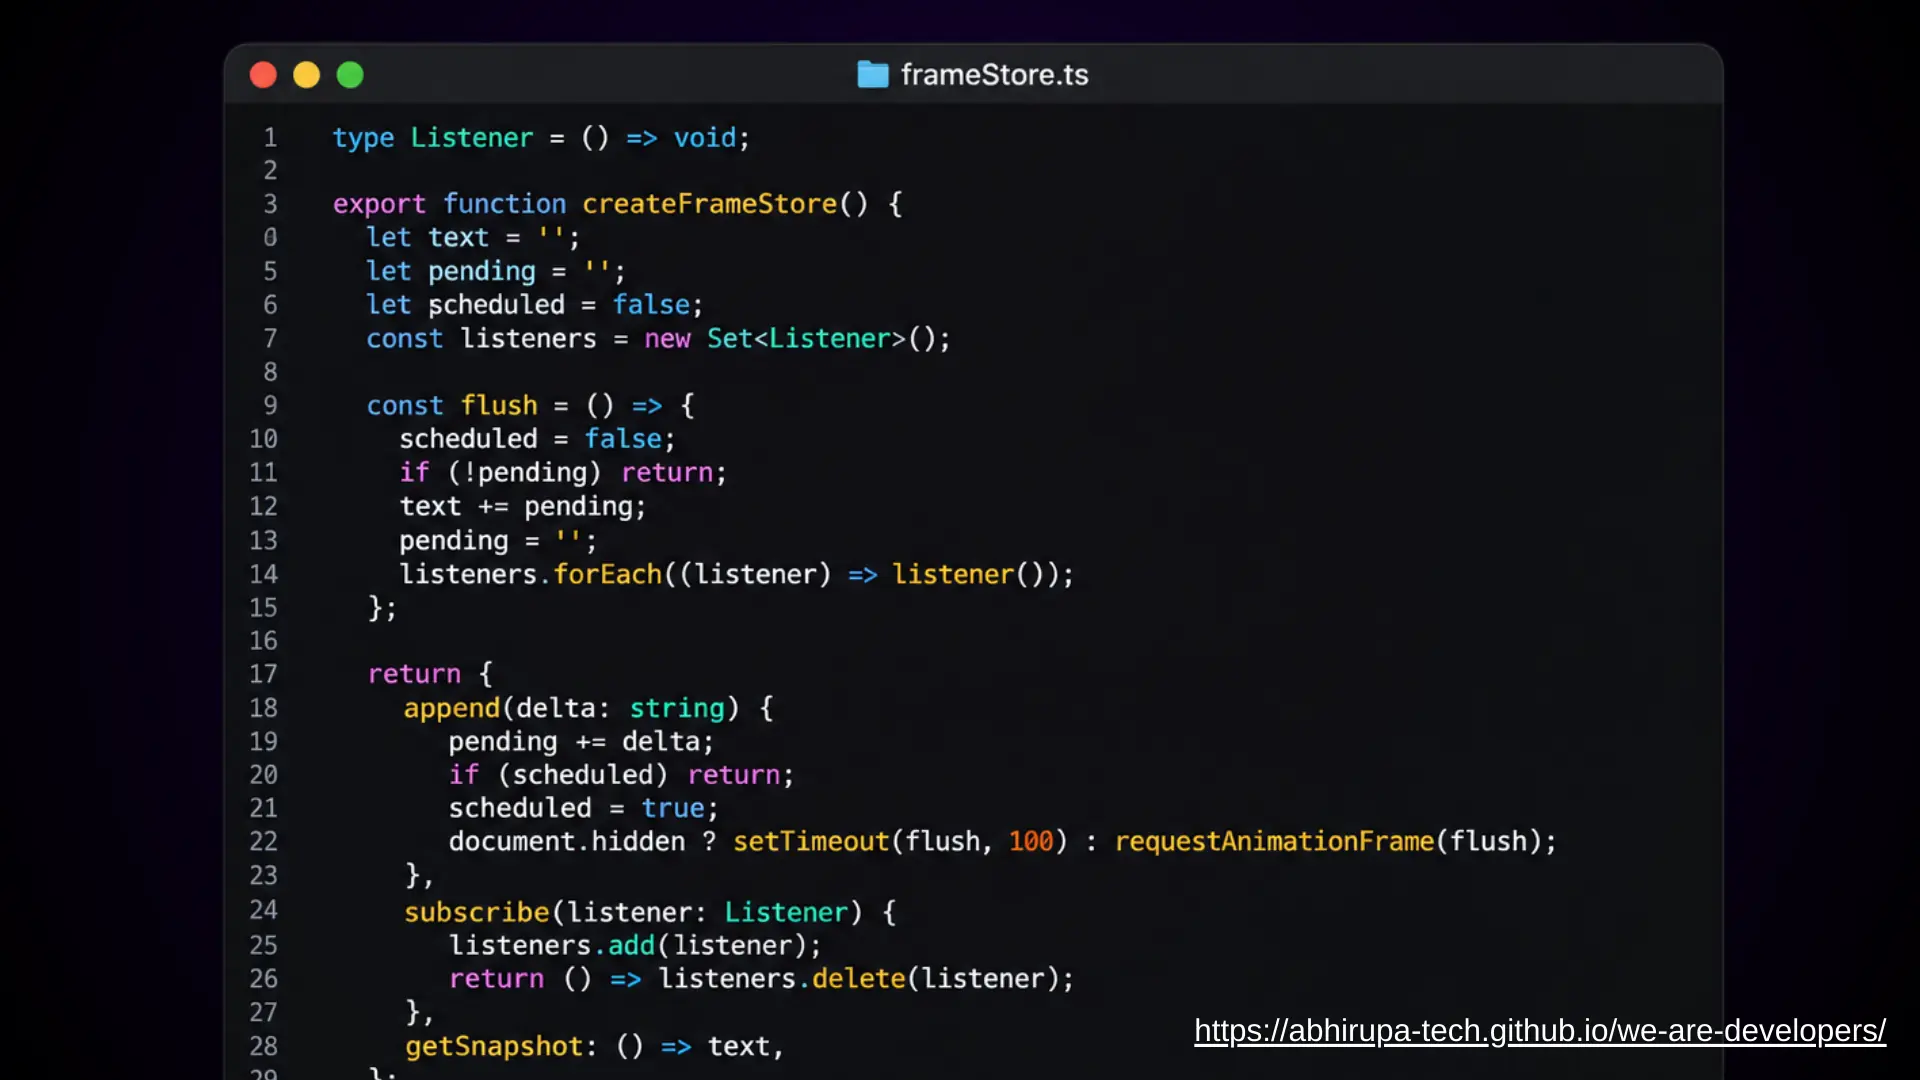 frameStore.ts
1 type Listener = () => void;
2
3 export function createFrameStore() {
0 let text = '';
5 let pending = '';
6 let scheduled = false;
7 const listeners = new Set<Listener>();
8
9 const flush = () => {
10 scheduled = false;
11 if (!pending) return;
12 text += pending;
13 pending = '';
14 listeners.forEach((listener) => listener());
15 };
16
17 return {
18 append(delta: string) {
19 pending += delta;
20 if (scheduled) return;
21 scheduled = true;
22 document.hidden ? setTimeout(flush, 100) : requestAnimationFrame(flush);
23 },
24 subscribe(listener: Listener) {
25 listeners.add(listener);
26 return () => listeners.delete(listener);
27 },
28 getSnapshot: () => text,
29 };
https://abhirupa-tech.github.io/we-are-developers/